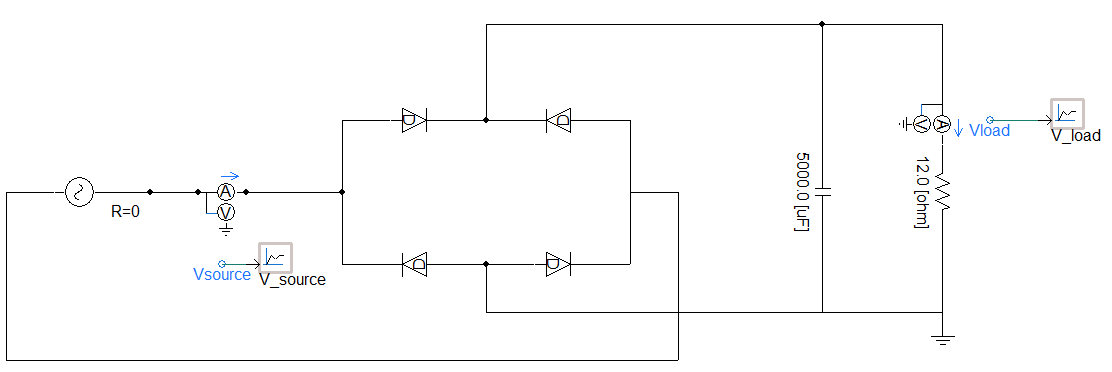 D
D
A
V
R=0
Vsource
V_source
D
D
5000.0 [uF]
V
A
Vload
V_load
12.0 [ohm]